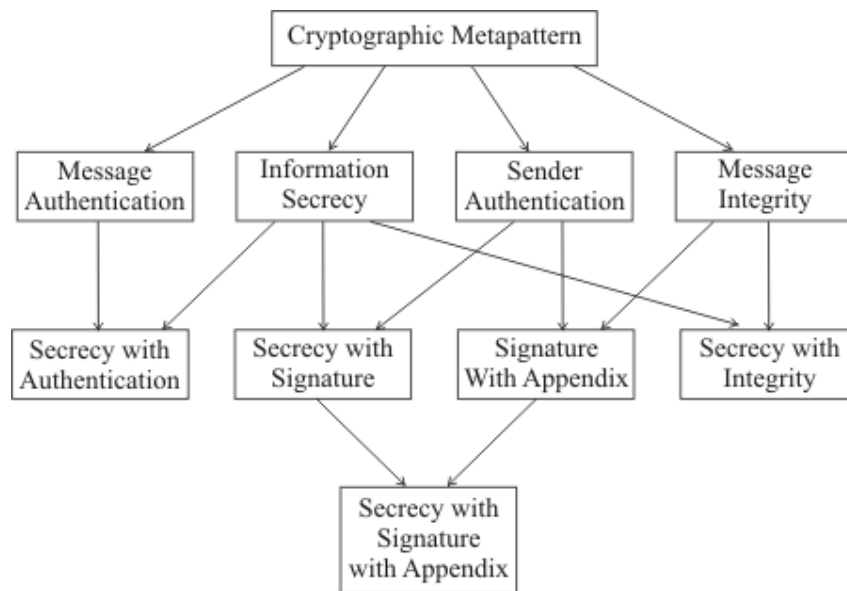 Cryptographic Metapattern
Message
Authentication
Information
Secrecy
Sender
Authentication
Message
Integrity
Secrecy with
Authentication
Secrecy with
Signature
Signature
With Appendix
Secrecy with
Integrity
Secrecy with
Signature
with Appendix